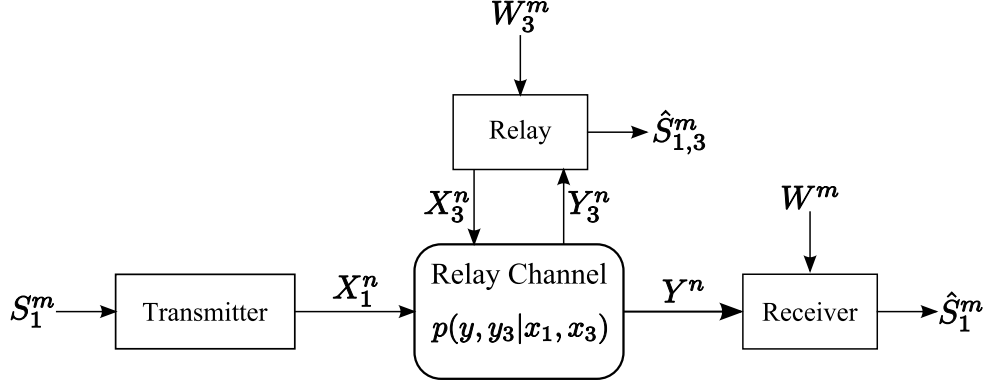 W_3^m
Relay
Ŝ_{1,3}^m
X_3^n
Y_3^n
W^m
Relay Channel
S_1^m
Transmitter
X_1^n
p(y, y_3|x_1, x_3)
Y^n
Receiver
Ŝ_1^m